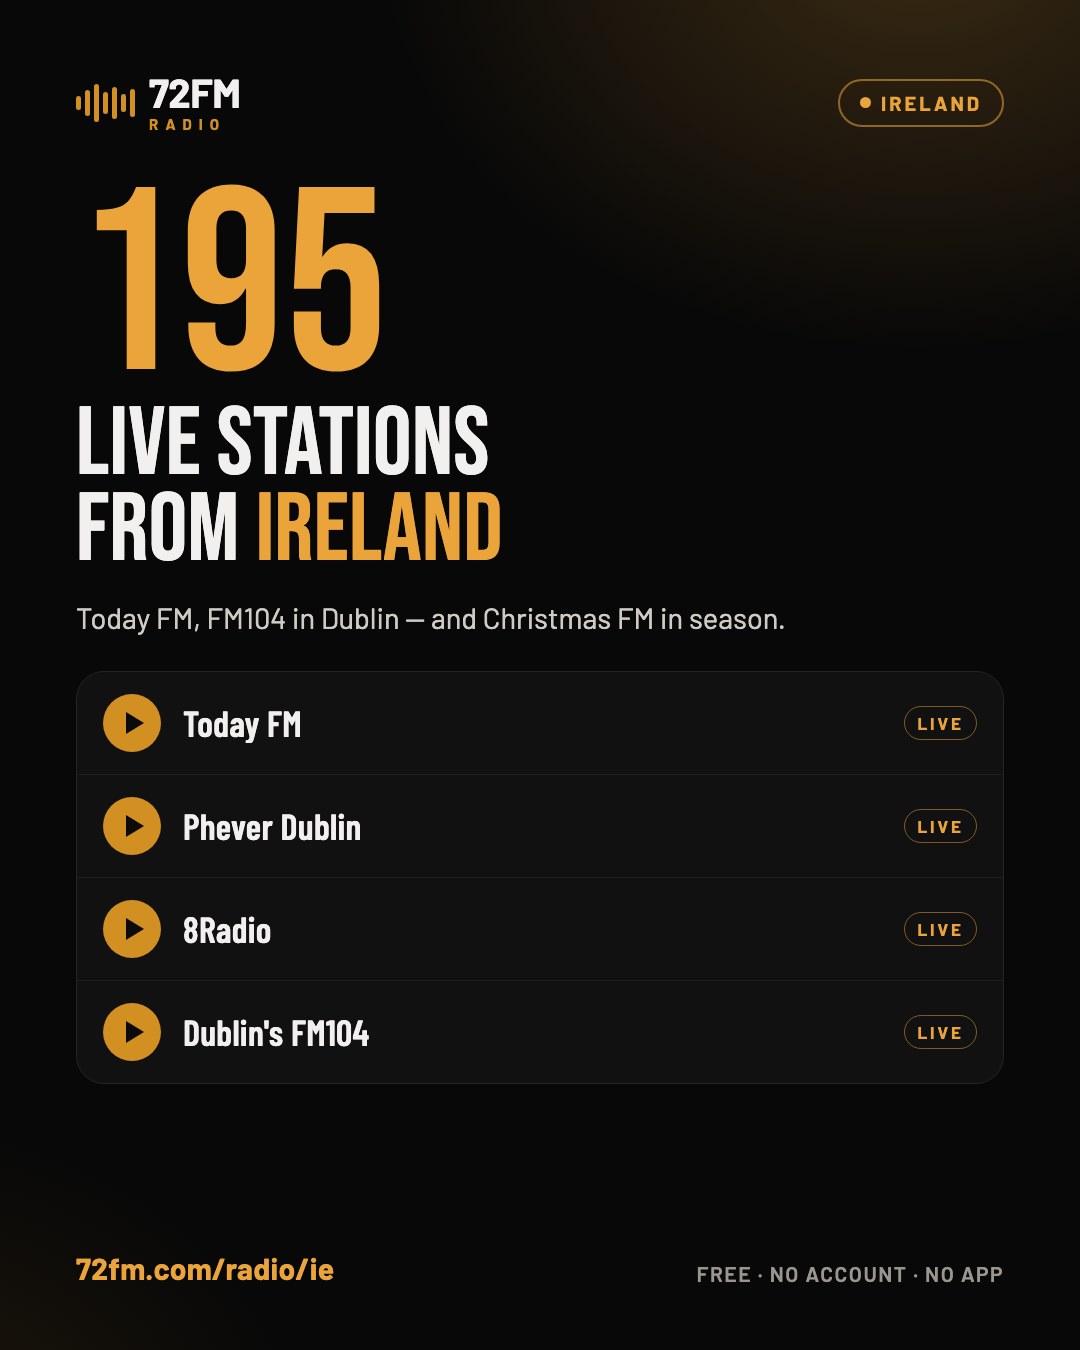 72FM
RADIO
IRELAND
195
LIVE STATIONS
FROM IRELAND
Today FM, FM104 in Dublin — and Christmas FM in season.
Today FM
LIVE
Phever Dublin
LIVE
8Radio
LIVE
Dublin's FM104
LIVE
72fm.com/radio/ie
FREE · NO ACCOUNT · NO APP